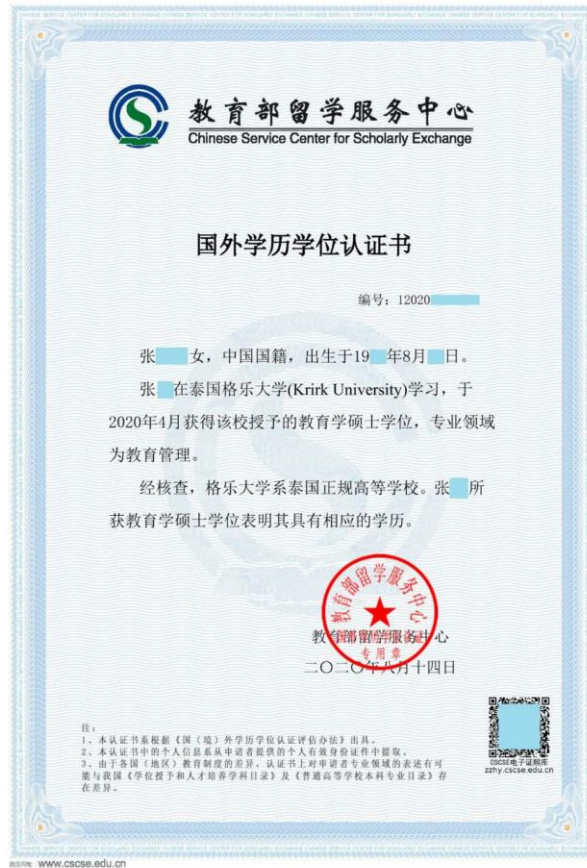 教育部留学服务中心
Chinese Service Center for Scholarly Exchange
国外学历学位认证书
编号：12020
张 女，中国国籍，出生于19 年8月 日。
张 在泰国格乐大学(Krirk University)学习，于
2020年4月获得该校授予的教育学硕士学位，专业领域
为教育管理。
经核查，格乐大学系泰国正规高等学校。张 所
获教育学硕士学位表明其具有相应的学历。
教育部留学服务中心
专用章
教育部留学服务中心
二〇二〇年八月十四日
注：
1、本认证书系根据《国（境）外学历学位认证评估办法》出具。
2、本认证书中的个人信息系从申请者提供的个人有效身份证件中提取。
3、由于各国（地区）教育制度的差异，认证书上对申请者专业领域的表述有可
能与我国《学位授予和人才培养学科目录》及《普通高等学校本科专业目录》存
在差异。
CSCSE电子证照库
zzhy.cscse.edu.cn
www.cscse.edu.cn